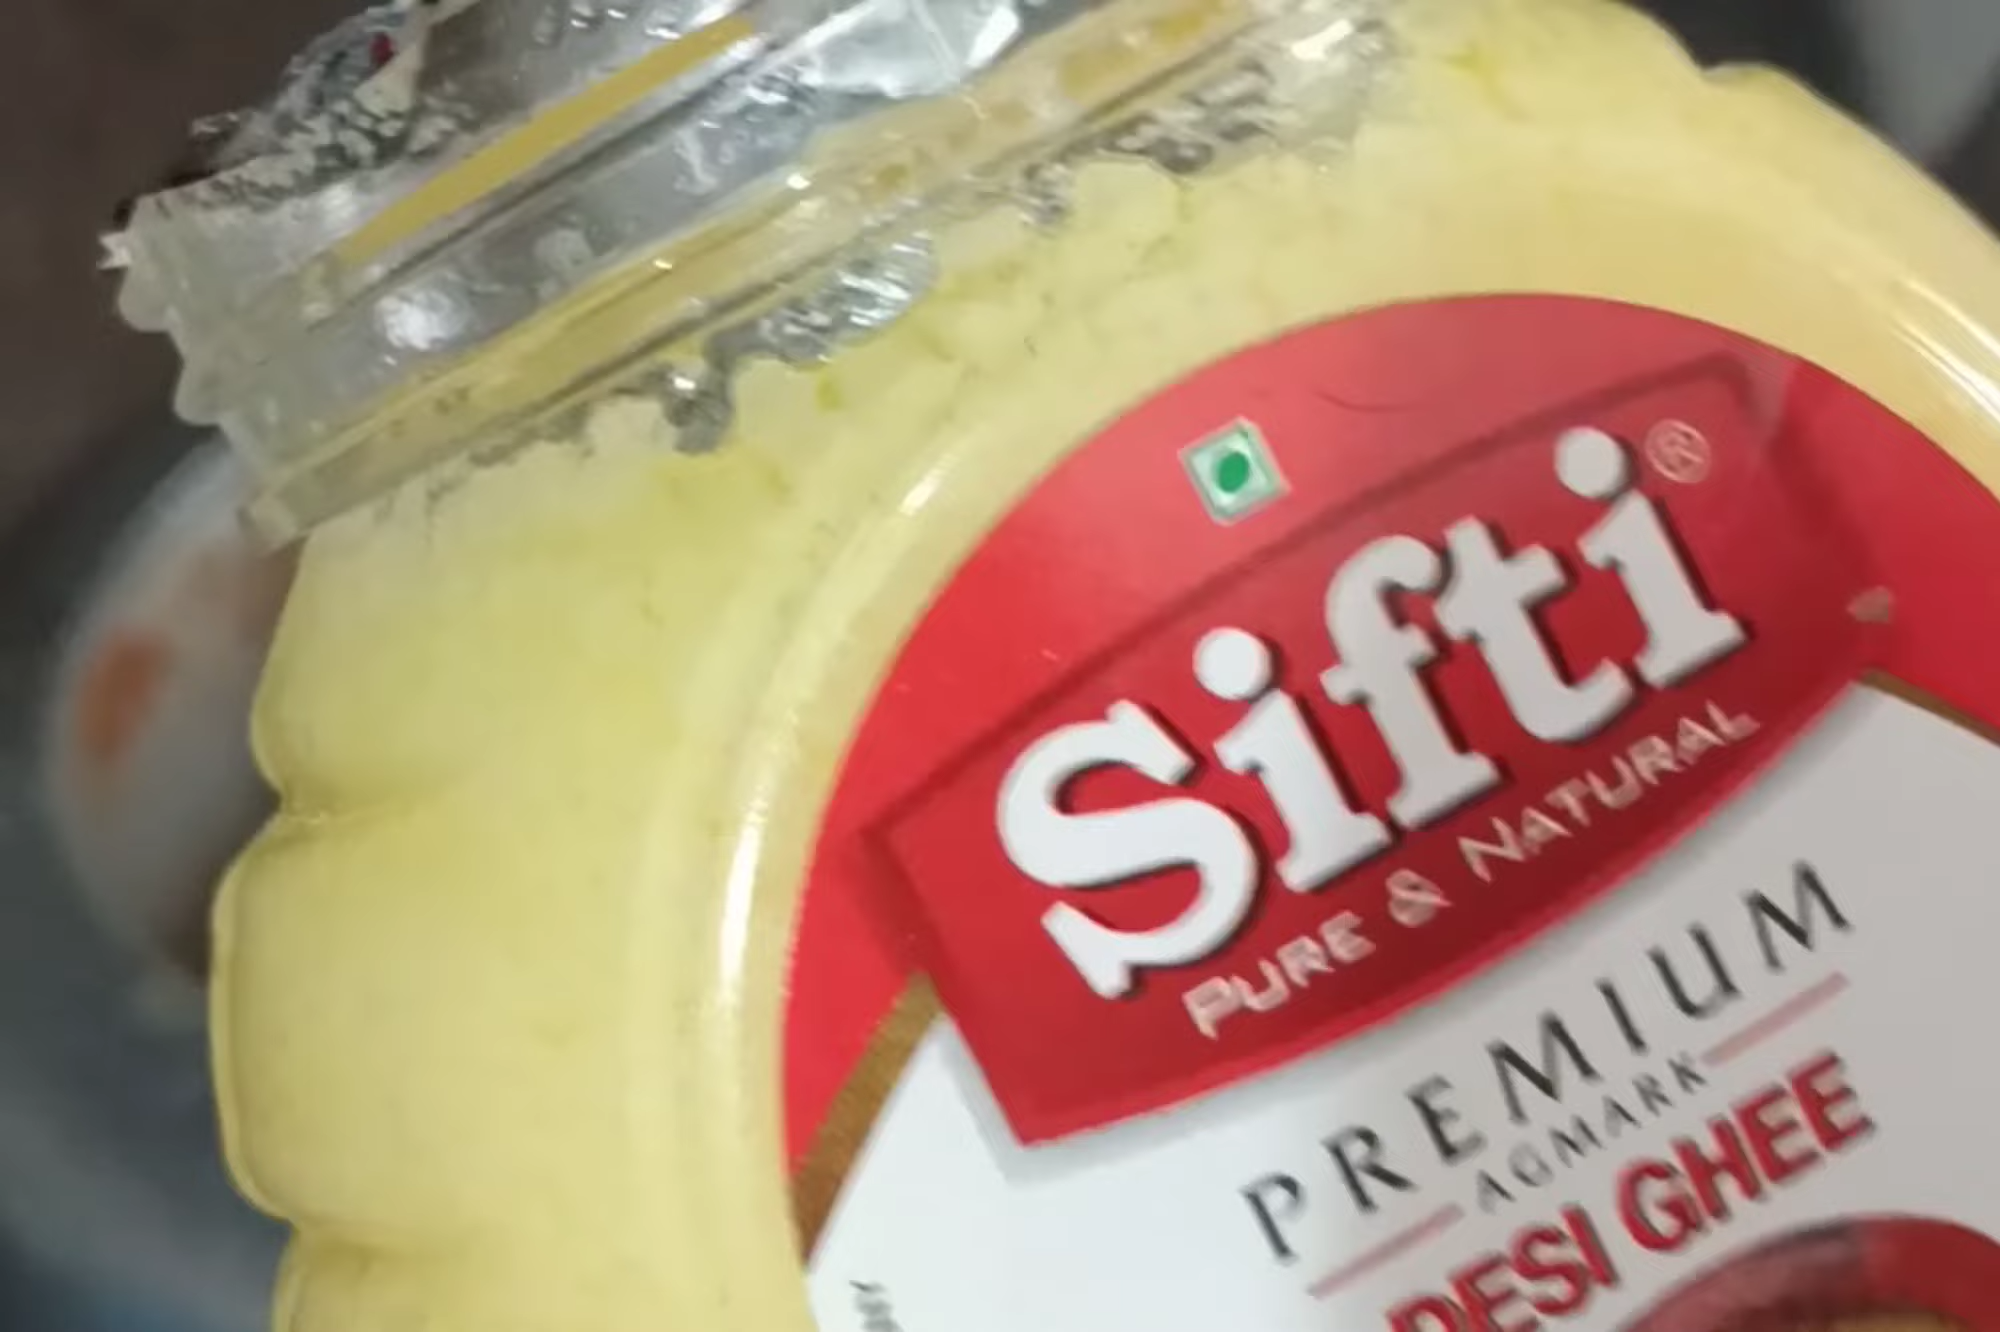 Sifti®
PURE & NATURAL
PREMIUM
AGMARK
DESI GHEE